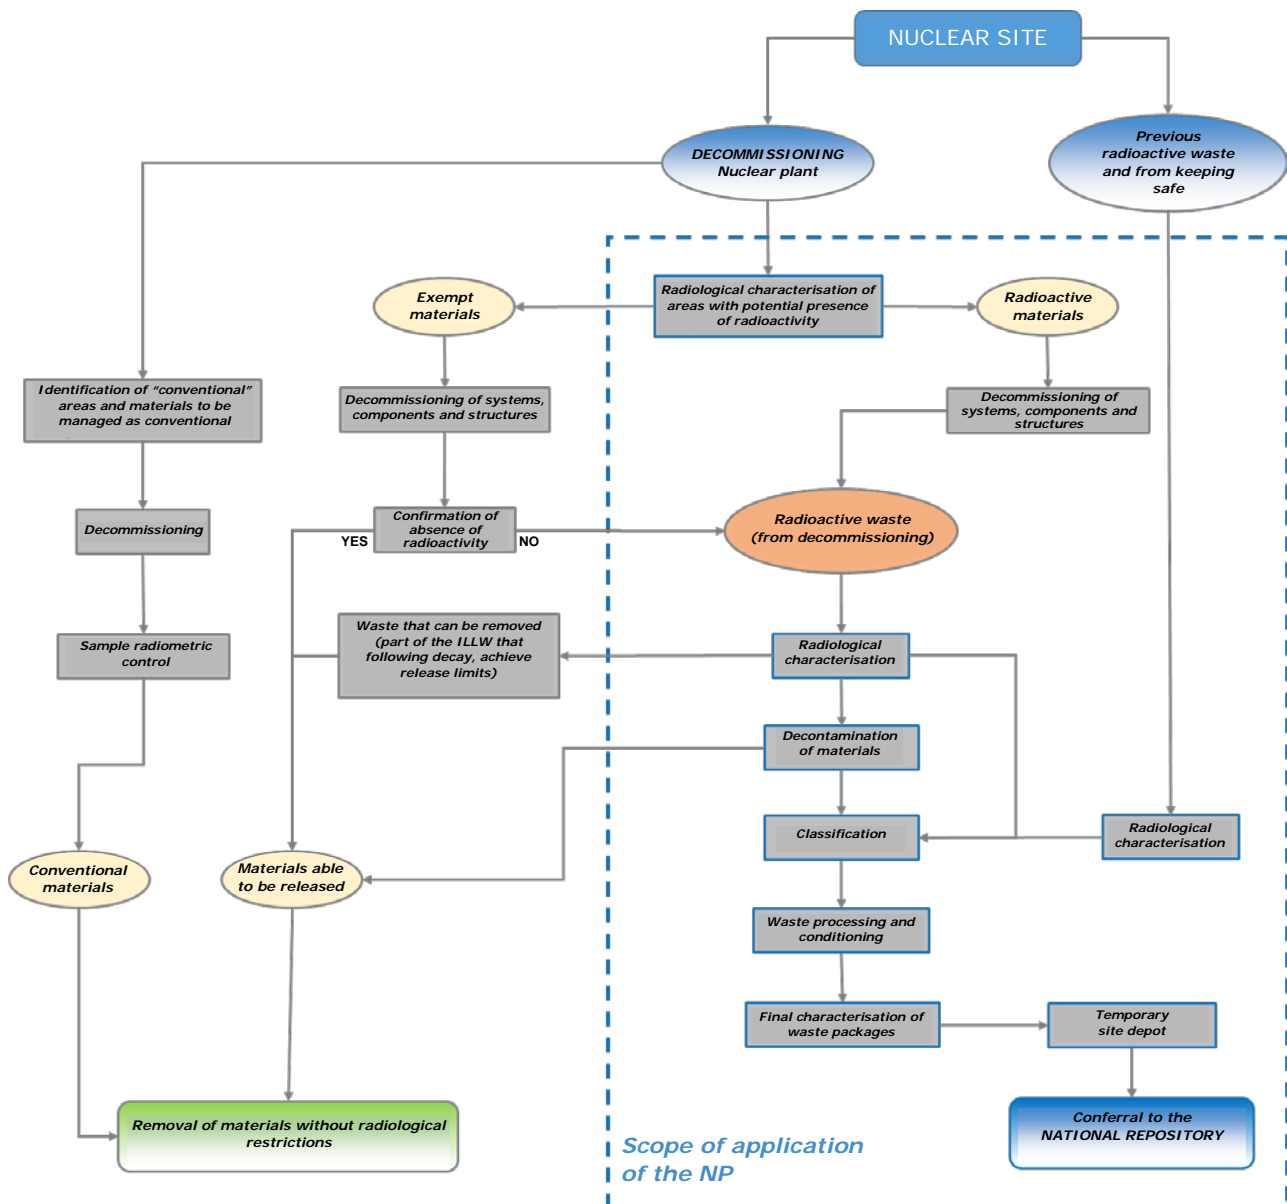 NUCLEAR SITE
DECOMMISSIONING
Nuclear plant
Previous
radioactive waste
and from keeping
safe
Exempt
materials
Radiological characterisation of
areas with potential presence
of radioactivity
Radioactive
materials
Identification of “conventional”
areas and materials to be
managed as conventional
Decommissioning of systems,
components and structures
Decommissioning of
systems, components and
structures
Decommissioning
Confirmation of
absence of
radioactivity
YES
NO
Radioactive waste
(from decommissioning)
Sample radiometric
control
Waste that can be removed
(part of the ILLW that
following decay, achieve
release limits)
Radiological
characterisation
Decontamination
of materials
Classification
Radiological
characterisation
Conventional
materials
Materials able
to be released
Waste processing and
conditioning
Final characterisation of
waste packages
Temporary
site depot
Removal of materials without radiological
restrictions
Conferral to the
NATIONAL REPOSITORY
Scope of application
of the NP